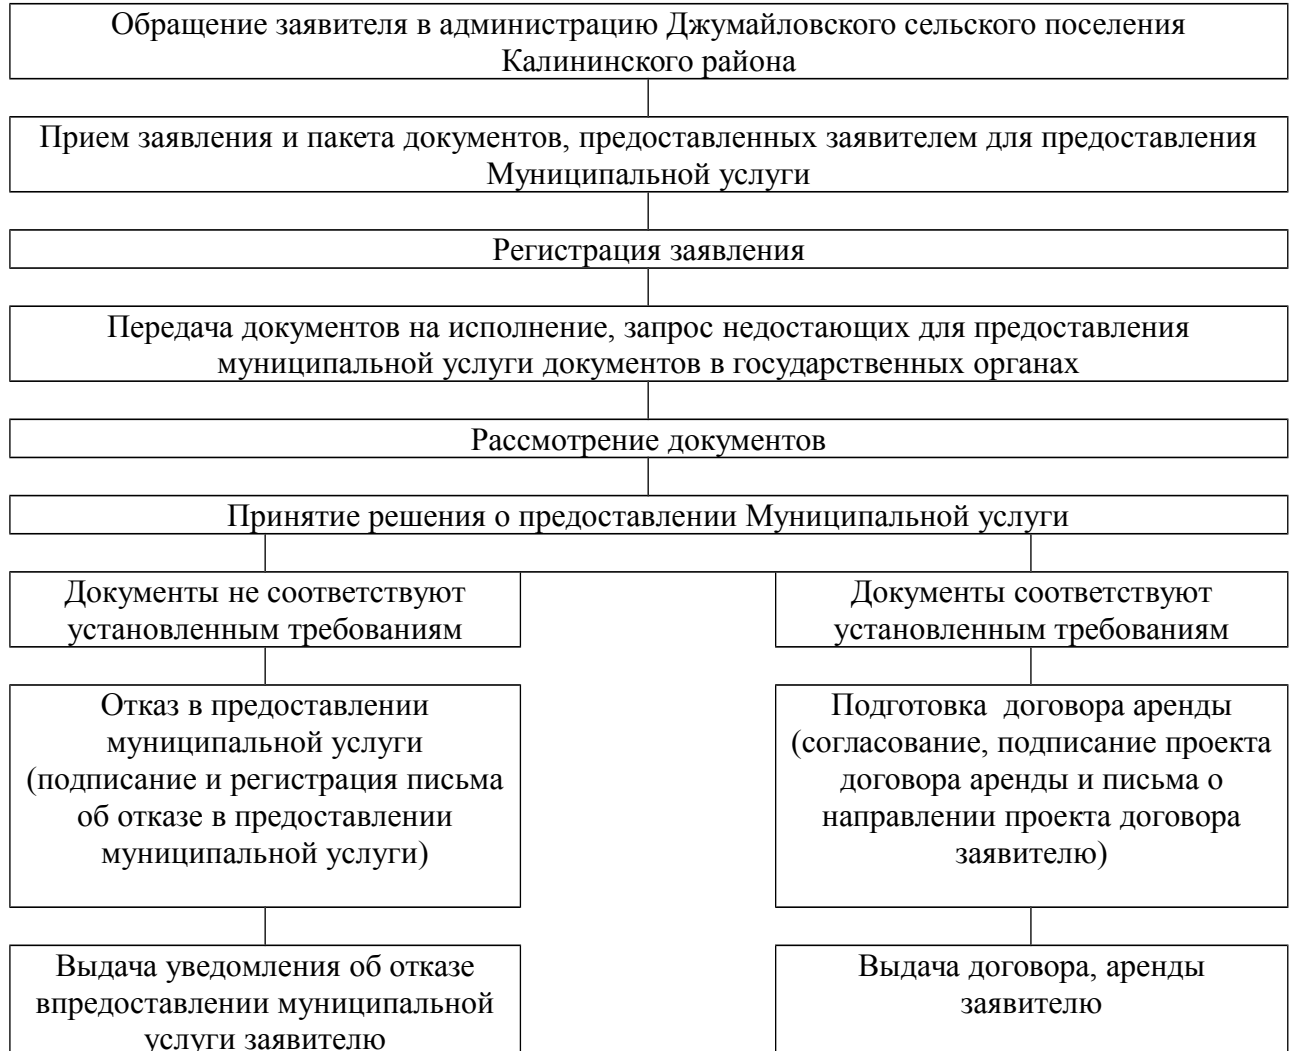 Обращение заявителя в администрацию Джумайловского сельского поселения
Калининского района
Прием заявления и пакета документов, предоставленных заявителем для предоставления
Муниципальной услуги
Регистрация заявления
Передача документов на исполнение, запрос недостающих для предоставления
муниципальной услуги документов в государственных органах
Рассмотрение документов
Принятие решения о предоставлении Муниципальной услуги
Документы не соответствуют
установленным требованиям
Документы соответствуют
установленным требованиям
Отказ в предоставлении
муниципальной услуги
(подписание и регистрация письма
об отказе в предоставлении
муниципальной услуги)
Подготовка  договора аренды
(согласование, подписание проекта
договора аренды и письма о
направлении проекта договора
заявителю)
Выдача уведомления об отказе
впредоставлении муниципальной
услуги заявителю
Выдача договора, аренды
заявителю